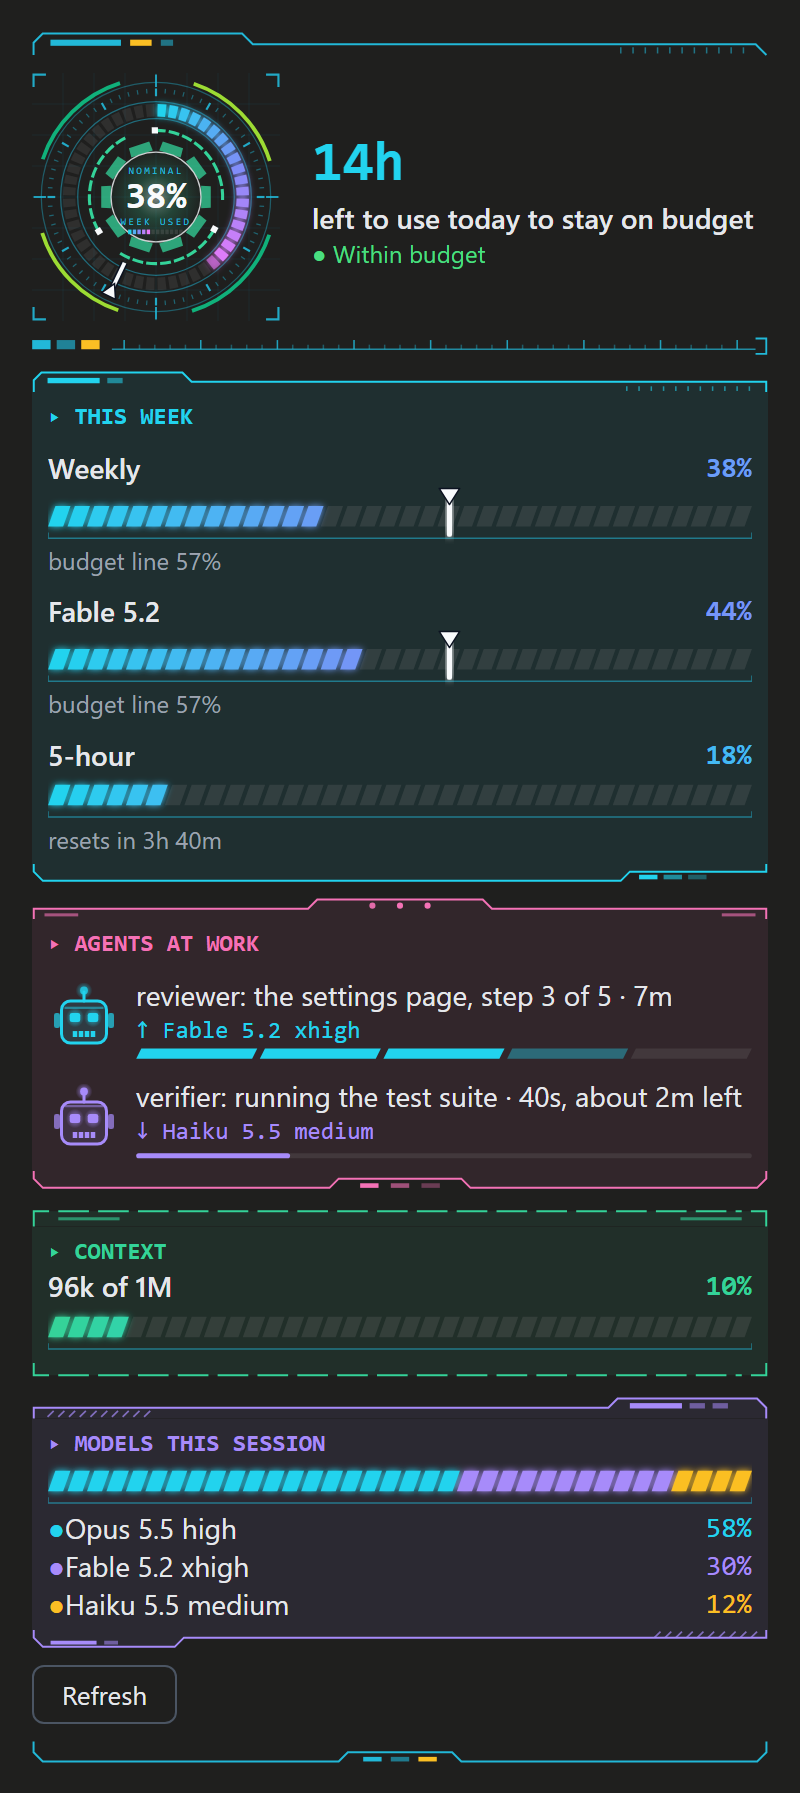 NOMINAL
38%
WEEK USED
14h
left to use today to stay on budget
● Within budget
▸ THIS WEEK
Weekly 38%
budget line 57%
Fable 5.2 44%
budget line 57%
5-hour 18%
resets in 3h 40m
▸ AGENTS AT WORK
reviewer: the settings page, step 3 of 5 · 7m
↑ Fable 5.2 xhigh
verifier: running the test suite · 40s, about 2m left
↓ Haiku 5.5 medium
▸ CONTEXT
96k of 1M 10%
▸ MODELS THIS SESSION
●Opus 5.5 high 58%
●Fable 5.2 xhigh 30%
●Haiku 5.5 medium 12%
Refresh